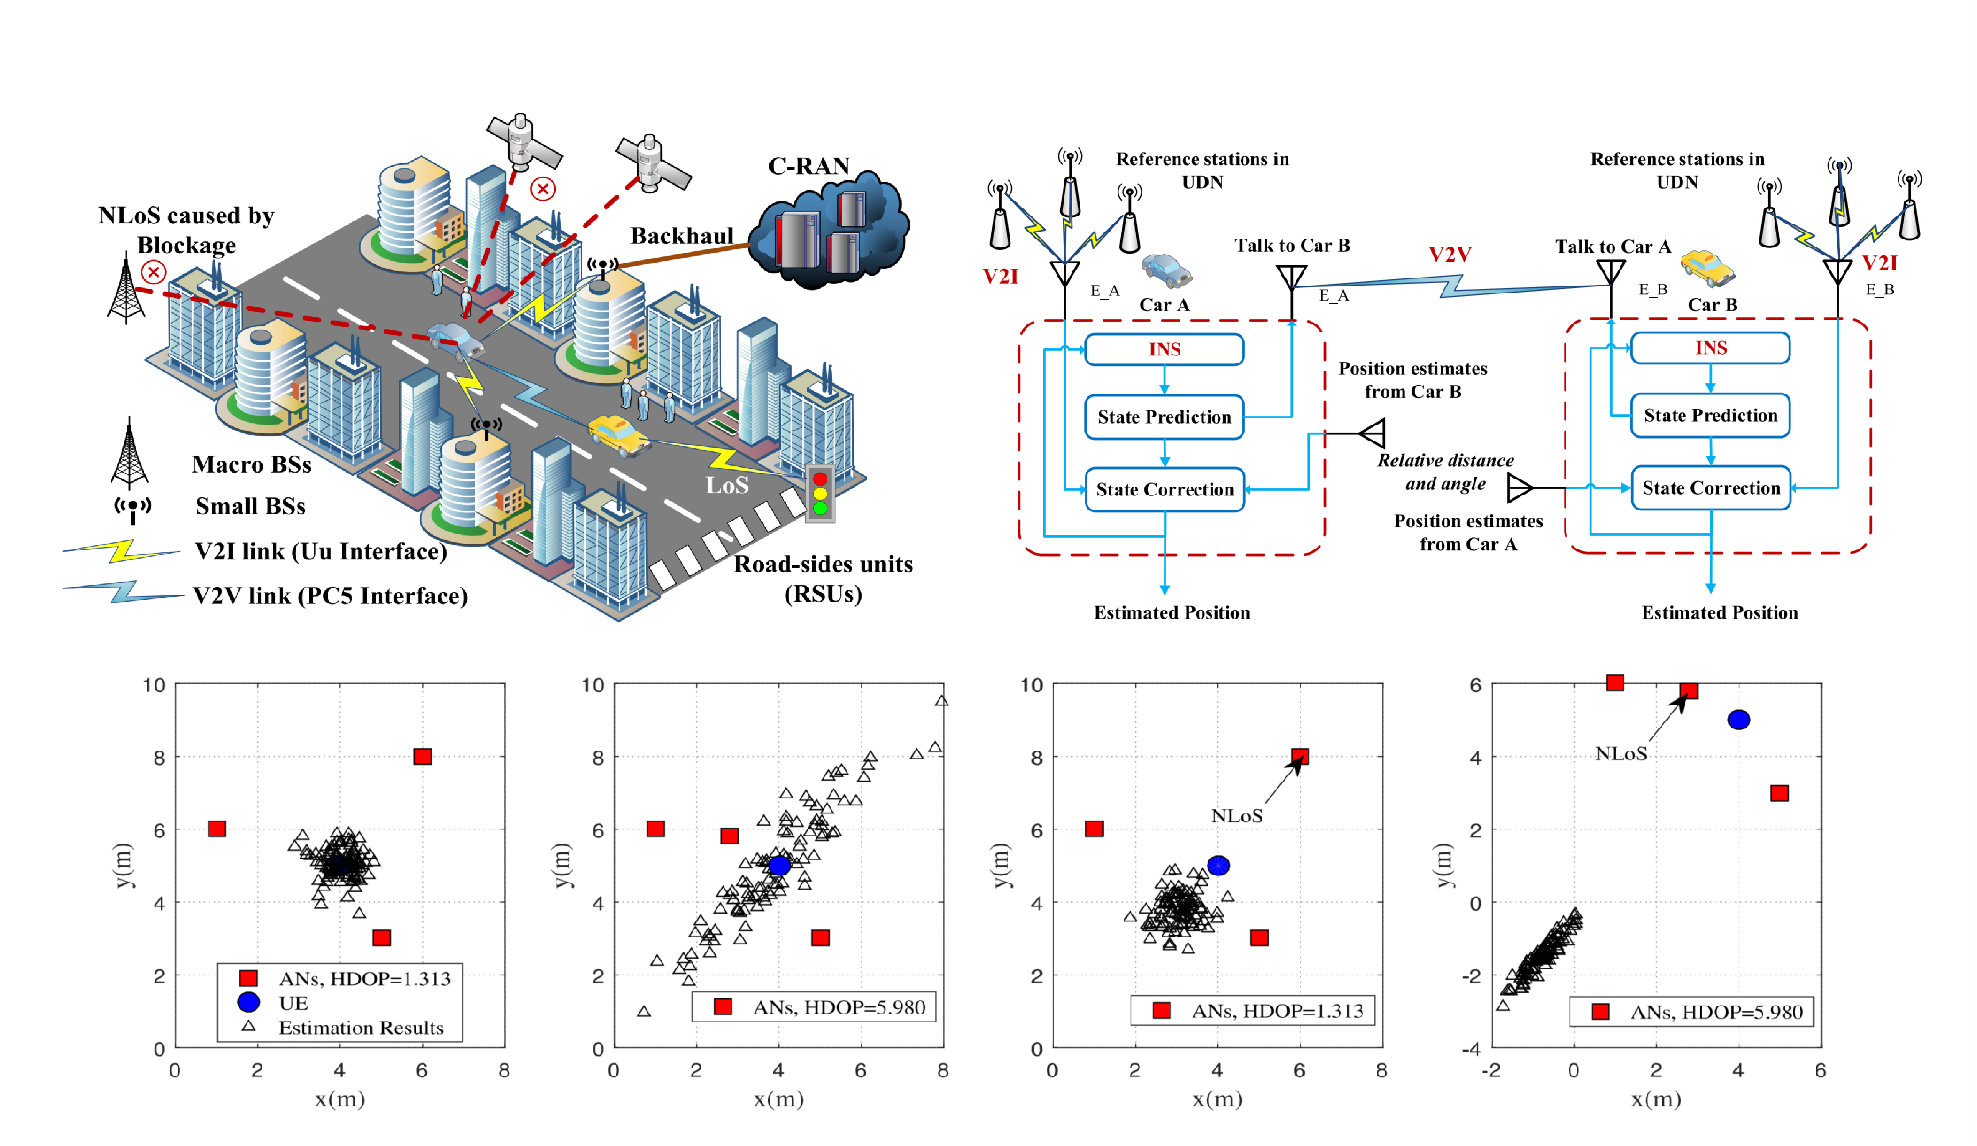 NLoS caused by
Blockage
C-RAN
Backhaul
LoS
Macro BSs
Small BSs
V2I link (Uu Interface)
V2V link (PC5 Interface)
Road-sides units
(RSUs)
Reference stations in
UDN
V2I
E_A
Car A
Talk to Car B
E_A
V2V
INS
State Prediction
State Correction
Estimated Position
Position estimates
from Car B
Relative distance
and angle
Position estimates
from Car A
Reference stations in
UDN
Talk to Car A
E_B
Car B
V2I
E_B
INS
State Prediction
State Correction
Estimated Position
10
8
6
4
2
0
y(m)
0 2 4 6 8
x(m)
ANs, HDOP=1.313
UE
Estimation Results
10
8
6
4
2
0
y(m)
0 2 4 6 8
x(m)
ANs, HDOP=5.980
10
8
6
4
2
0
y(m)
0 2 4 6 8
x(m)
NLoS
ANs, HDOP=1.313
6
4
2
0
-2
-4
y(m)
-2 0 2 4 6
x(m)
NLoS
ANs, HDOP=5.980